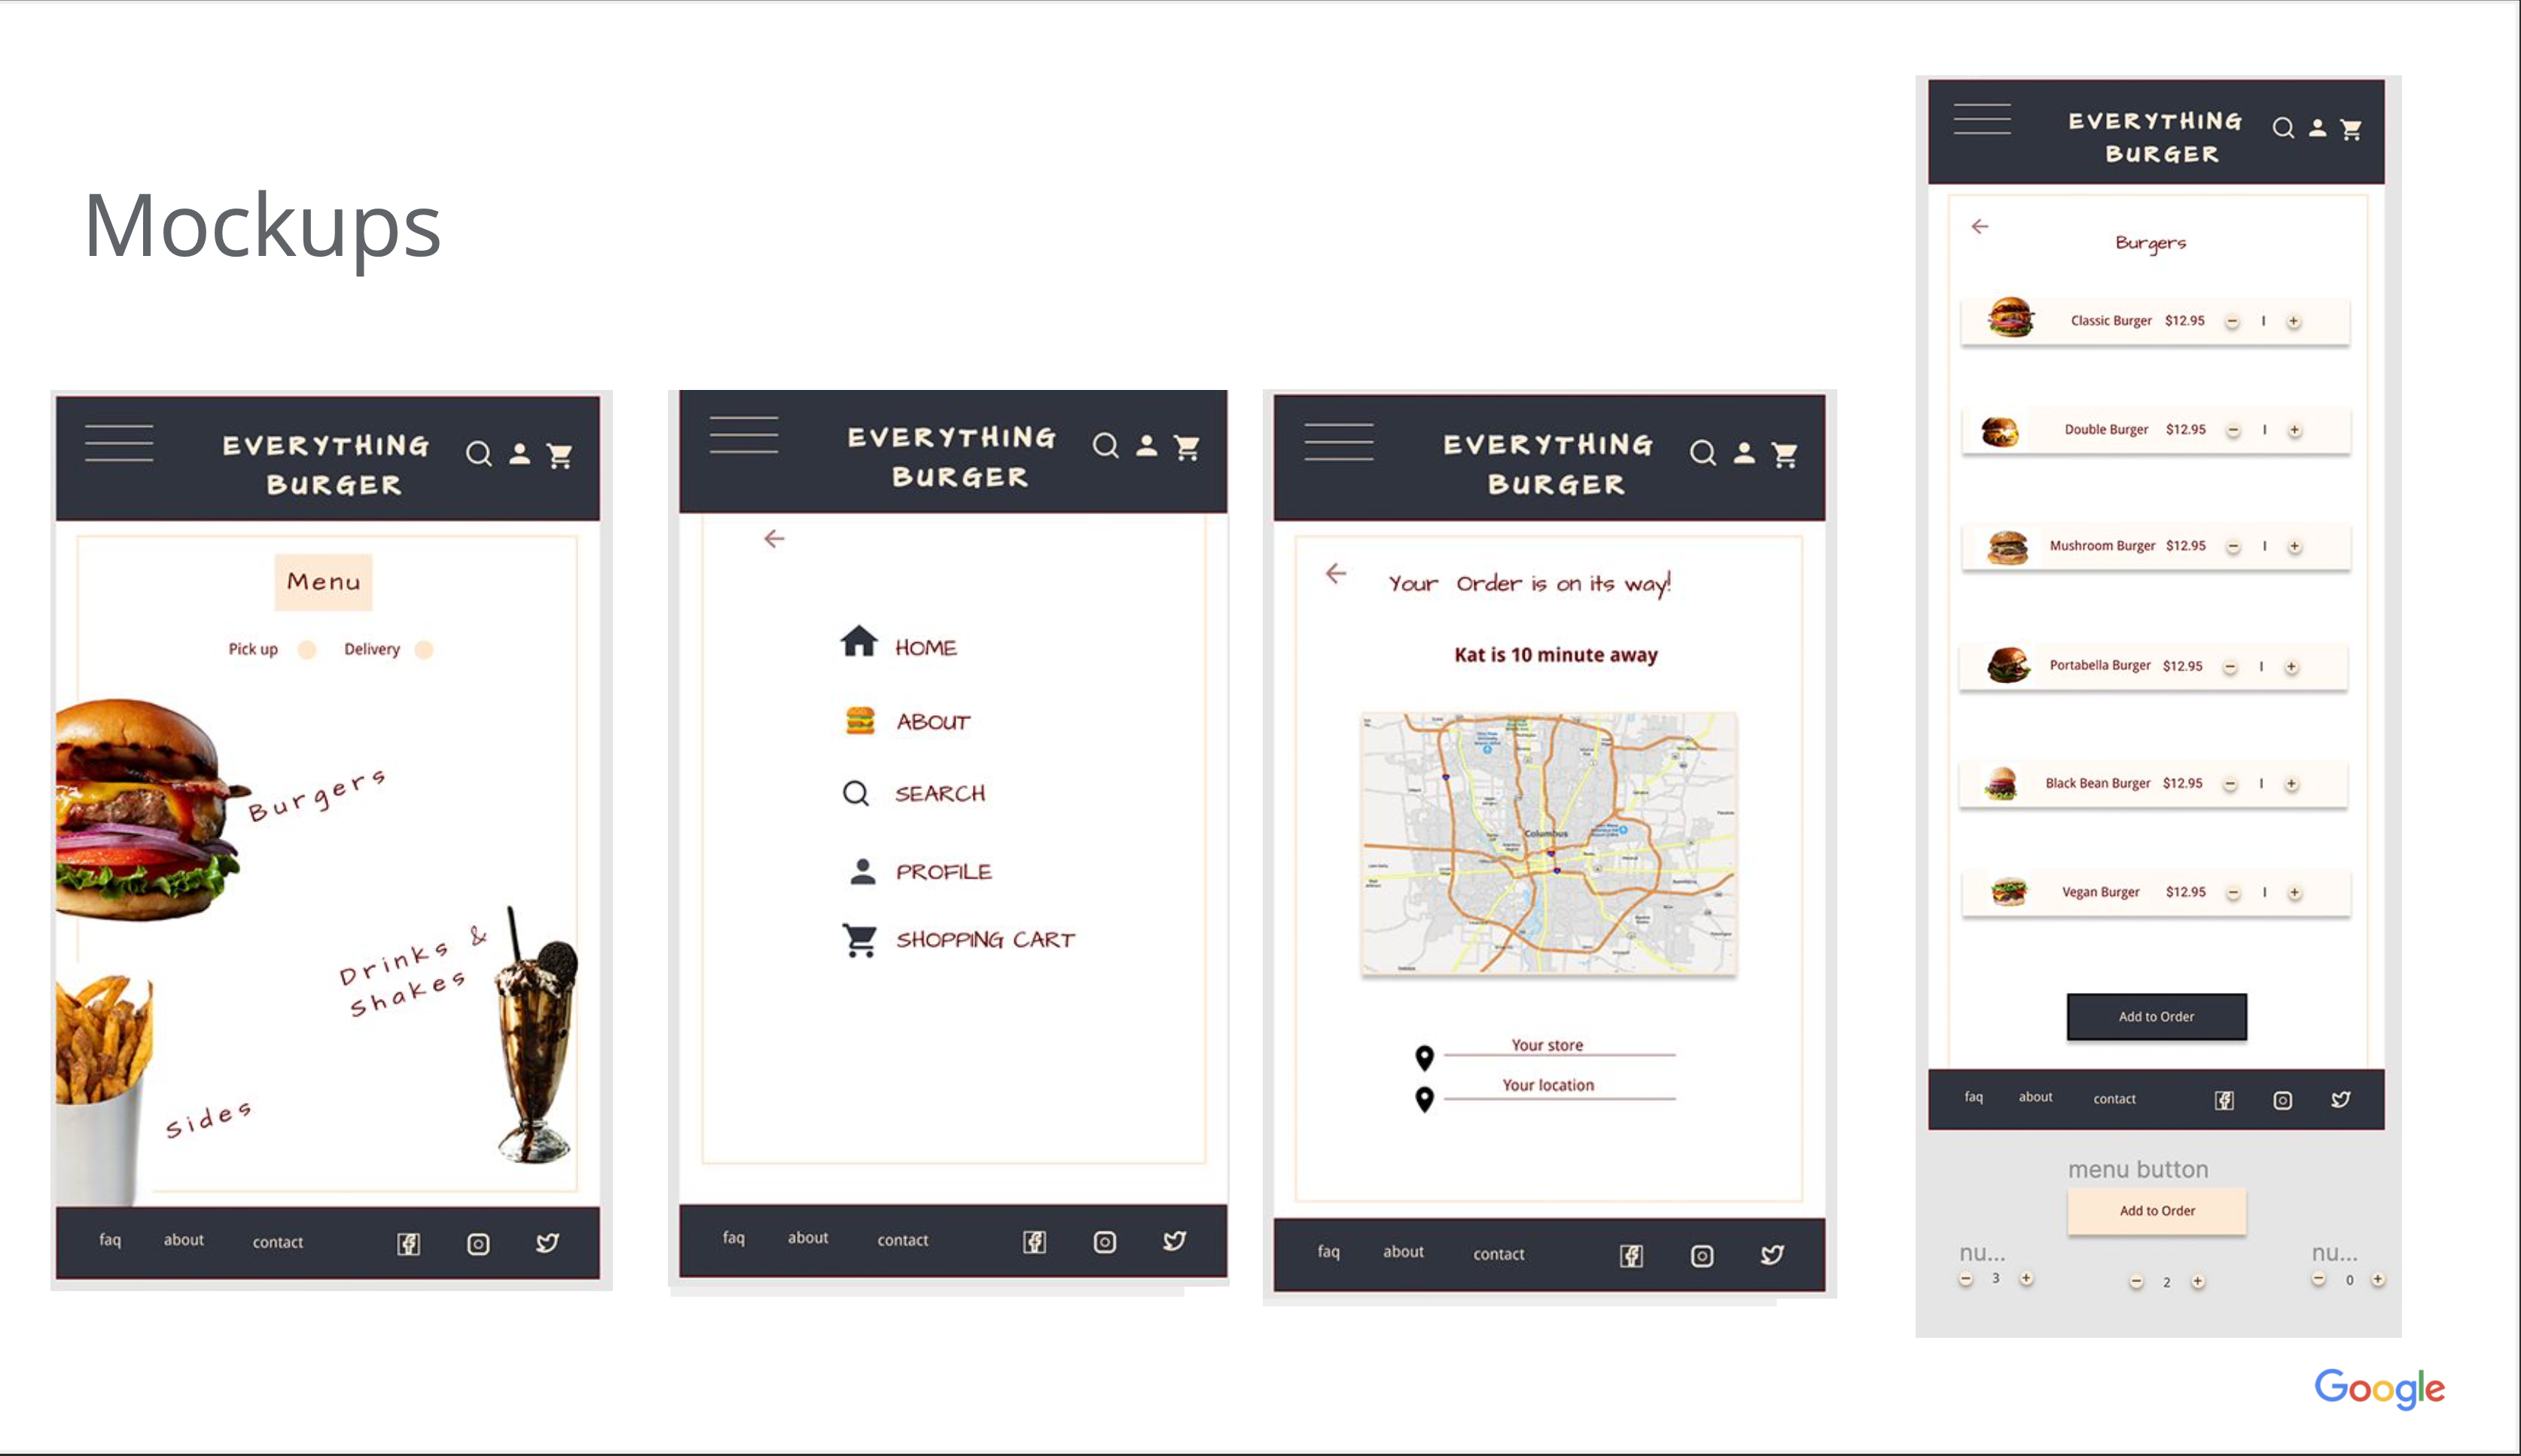 Mockups
EVERYTHING
BURGER
Menu
Pick up
Delivery
Burgers
Drinks &
Shakes
Sides
faq about contact
EVERYTHING
BURGER
HOME
ABOUT
SEARCH
PROFILE
SHOPPING CART
faq about contact
EVERYTHING
BURGER
Your Order is on its way!
Kat is 10 minute away
Columbus
Your store
Your location
faq about contact
EVERYTHING
BURGER
Burgers
Classic Burger $12.95 − 1 +
Double Burger $12.95 − 1 +
Mushroom Burger $12.95 − 1 +
Portabella Burger $12.95 − 1 +
Black Bean Burger $12.95 − 1 +
Vegan Burger $12.95 − 1 +
Add to Order
faq about contact
menu button
Add to Order
nu... nu...
− 3 + − 2 + − 0 +
Google